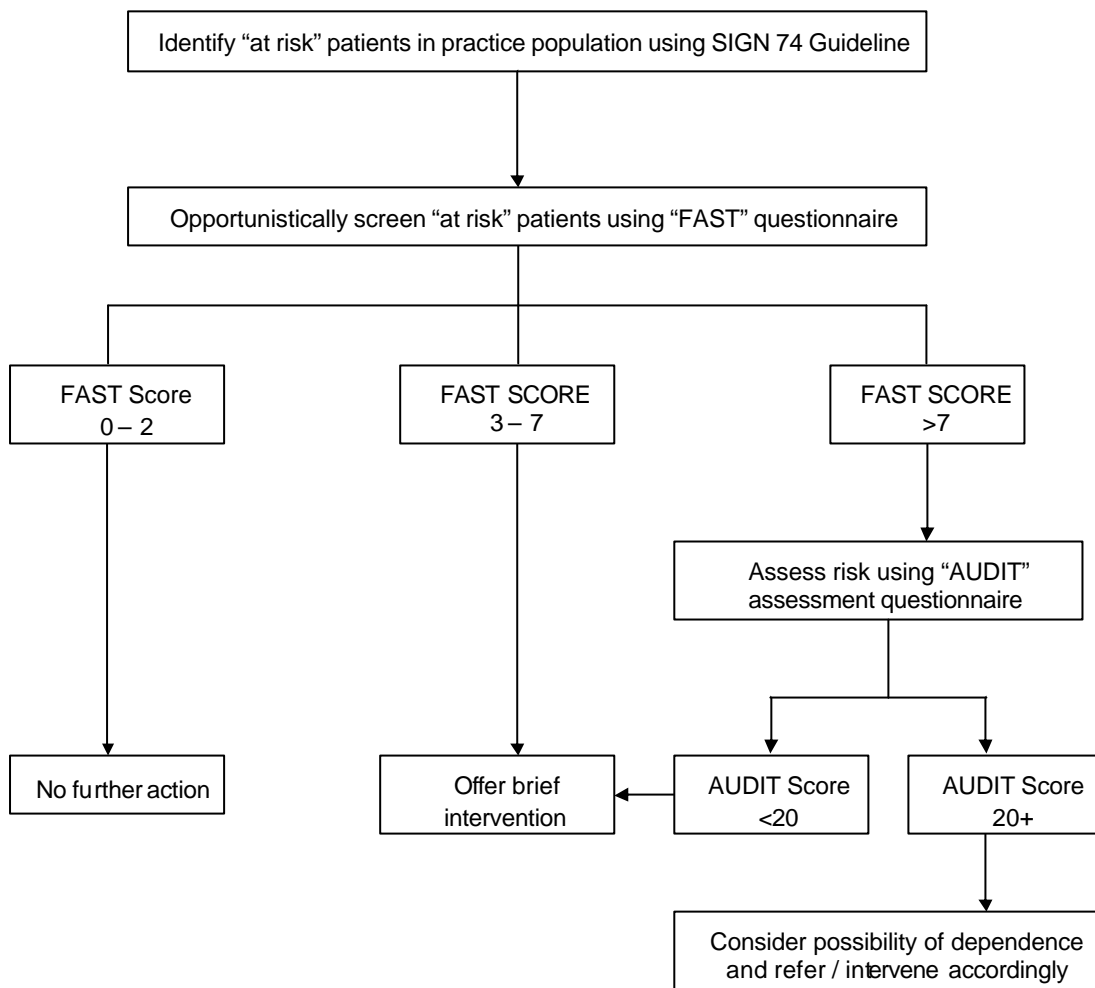 Identify “at risk” patients in practice population using SIGN 74 Guideline
Opportunistically screen “at risk” patients using “FAST” questionnaire
FAST Score
0 – 2
FAST SCORE
3 – 7
FAST SCORE
>7
Assess risk using “AUDIT”
assessment questionnaire
No further action
Offer brief
intervention
AUDIT Score
<20
AUDIT Score
20+
Consider possibility of dependence
and refer / intervene accordingly